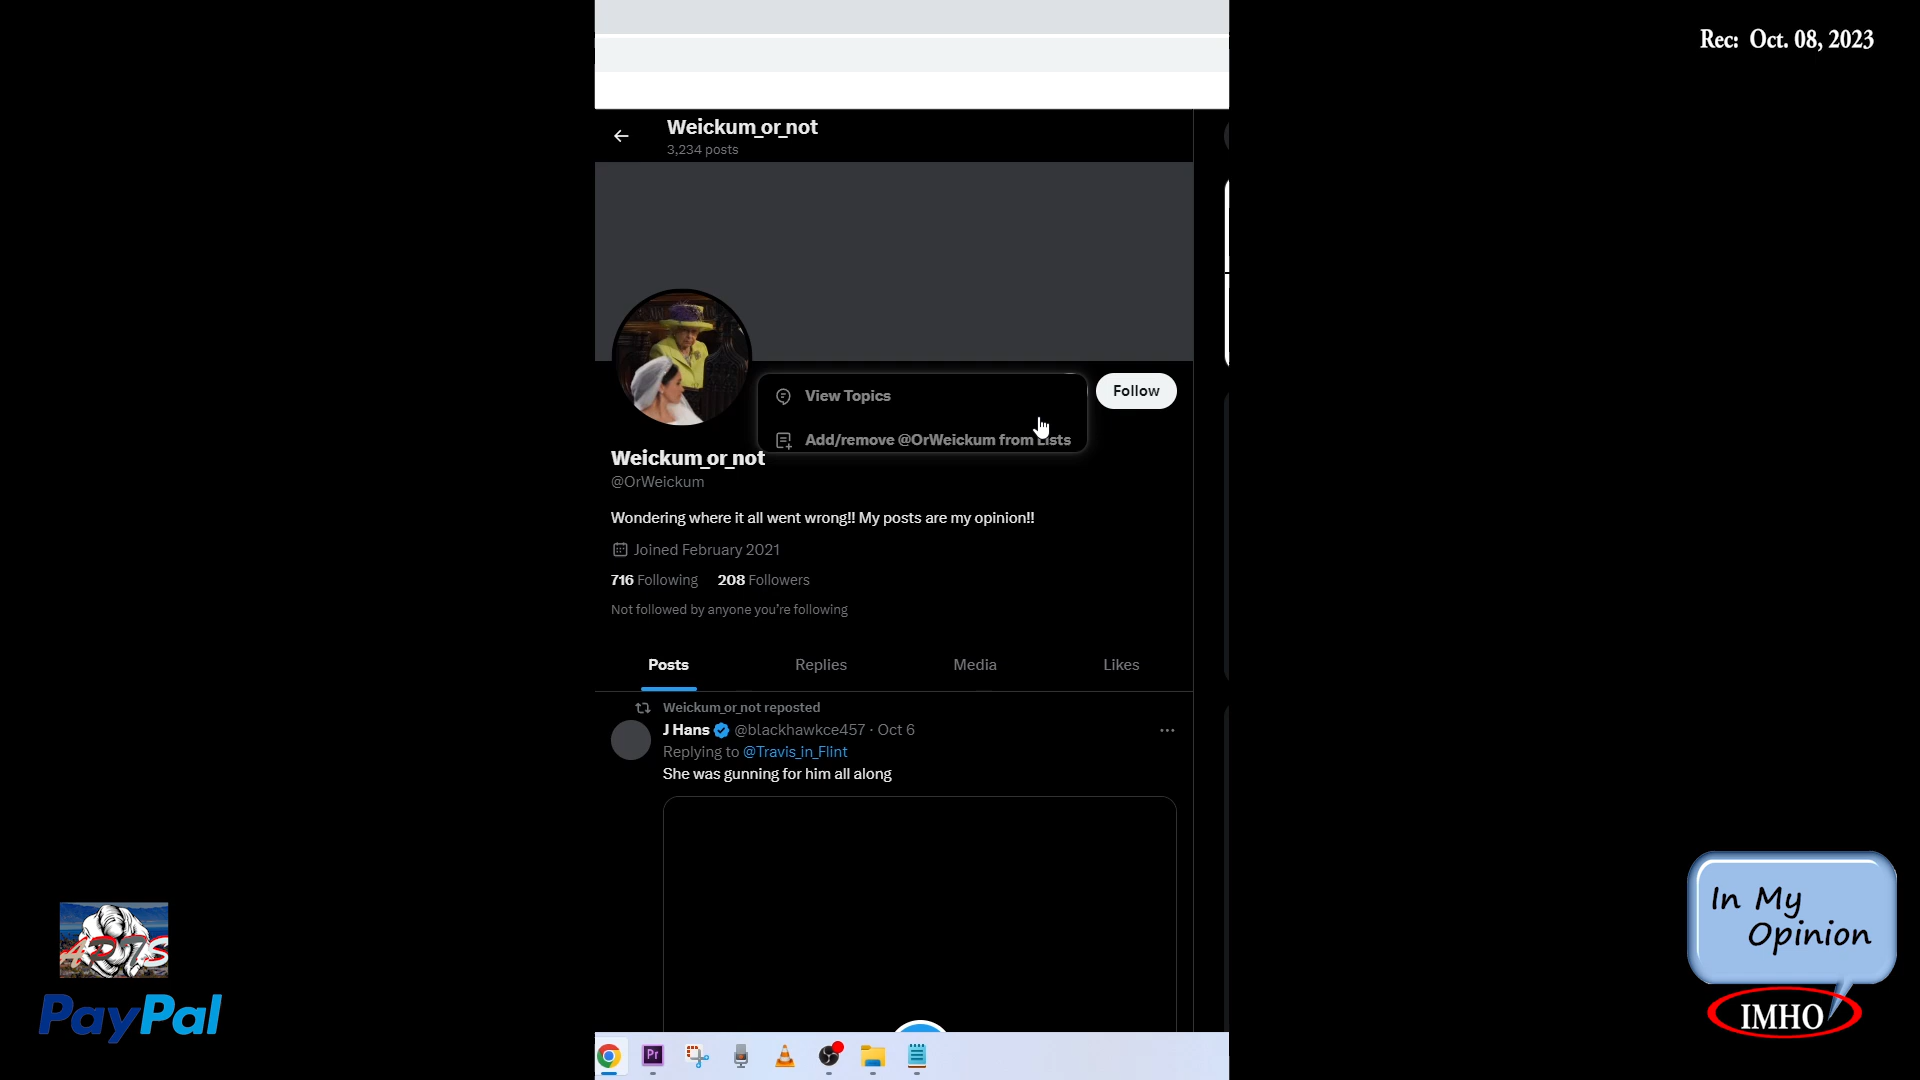 Rec: Oct. 08, 2023
Weickum_or_not
3,234 posts
View Topics
Follow
Add/remove @OrWeickum from Lists
Weickum_or_not
@OrWeickum
Wondering where it all went wrong!! My posts are my opinion!!
Joined February 2021
716 Following 208 Followers
Not followed by anyone you're following
Posts Replies Media Likes
Weickum_or_not reposted
J Hans @blackhawkce457 · Oct 6
Replying to @Travis_in_Flint
She was gunning for him all along
In My
Opinion
IMHO
PayPal
Pr